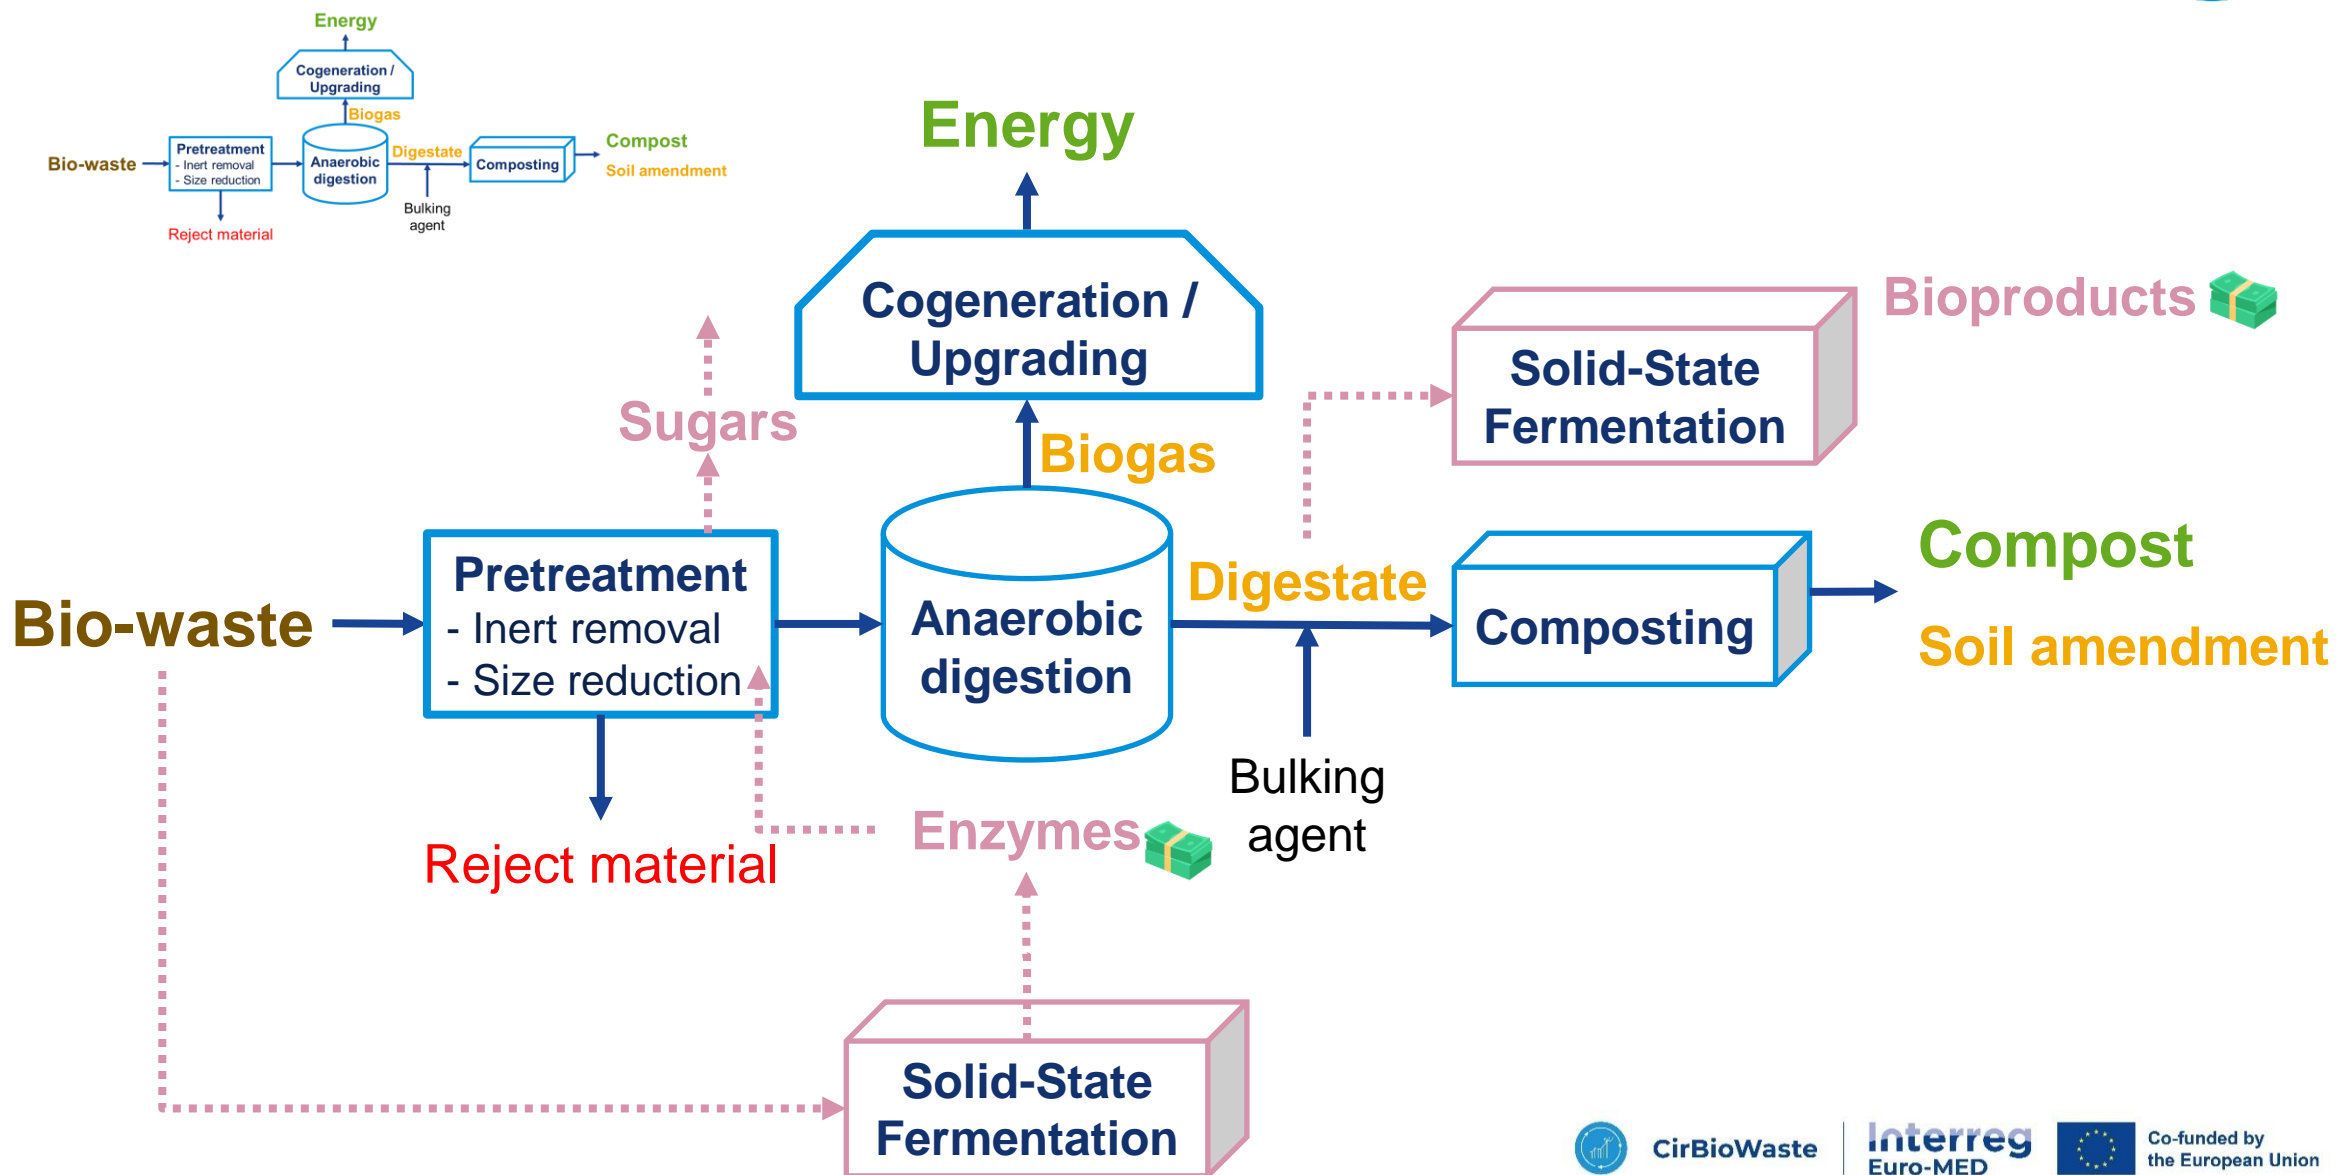 Energy
Cogeneration /
Upgrading
Biogas
Bio-waste
Pretreatment
- Inert removal
- Size reduction
Anaerobic
digestion
Digestate
Composting
Compost
Soil amendment
Bulking
agent
Reject material
Energy
Cogeneration /
Upgrading
Bioproducts
Solid-State
Fermentation
Sugars
Biogas
Compost
Soil amendment
Bio-waste
Pretreatment
- Inert removal
- Size reduction
Anaerobic
digestion
Digestate
Composting
Bulking
agent
Reject material
Enzymes
Solid-State
Fermentation
CirBioWaste
Interreg
Euro-MED
Co-funded by
the European Union